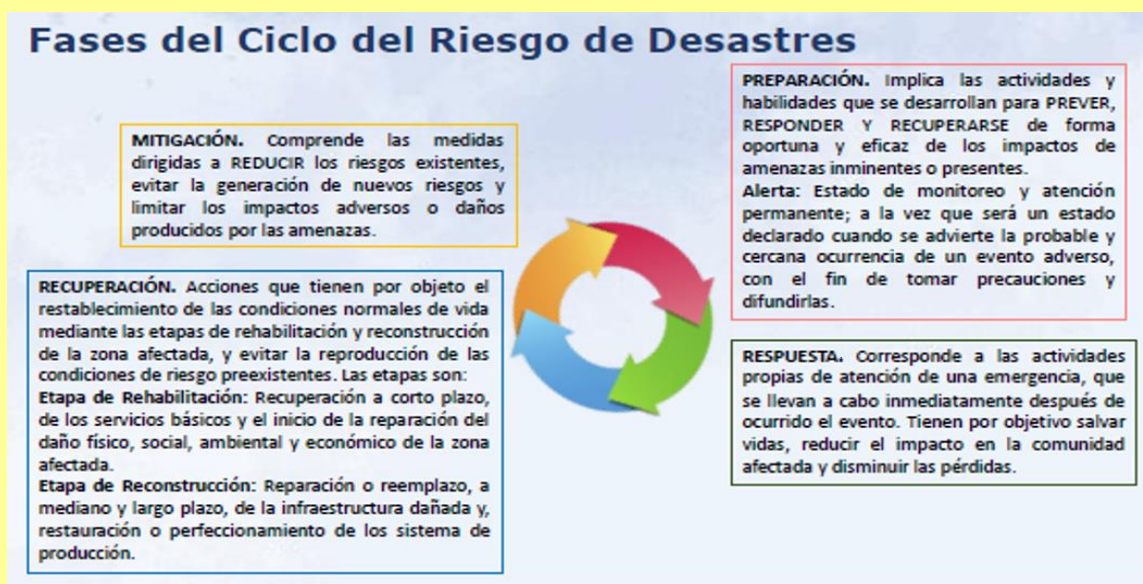 Fases del Ciclo del Riesgo de Desastres
MITIGACIÓN. Comprende las medidas
dirigidas a REDUCIR los riesgos existentes,
evitar la generación de nuevos riesgos y
limitar los impactos adversos o daños
producidos por las amenazas.
RECUPERACIÓN. Acciones que tienen por objeto el
restablecimiento de las condiciones normales de vida
mediante las etapas de rehabilitación y reconstrucción
de la zona afectada, y evitar la reproducción de las
condiciones de riesgo preexistentes. Las etapas son:
Etapa de Rehabilitación: Recuperación a corto plazo,
de los servicios básicos y el inicio de la reparación del
daño físico, social, ambiental y económico de la zona
afectada.
Etapa de Reconstrucción: Reparación o reemplazo, a
mediano y largo plazo, de la infraestructura dañada y,
restauración o perfeccionamiento de los sistema de
producción.
PREPARACIÓN. Implica las actividades y
habilidades que se desarrollan para PREVER,
RESPONDER Y RECUPERARSE de forma
oportuna y eficaz de los impactos de
amenazas inminentes o presentes.
Alerta: Estado de monitoreo y atención
permanente; a la vez que será un estado
declarado cuando se advierte la probable y
cercana ocurrencia de un evento adverso,
con el fin de tomar precauciones y
difundirlas.
RESPUESTA. Corresponde a las actividades
propias de atención de una emergencia, que
se llevan a cabo inmediatamente después de
ocurrido el evento. Tienen por objetivo salvar
vidas, reducir el impacto en la comunidad
afectada y disminuir las pérdidas.